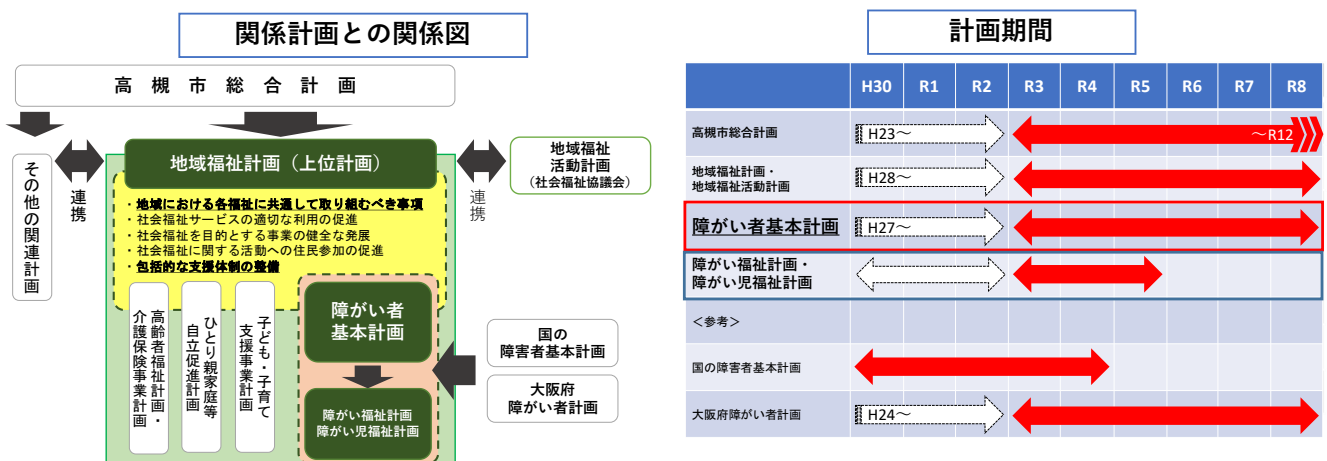 関係計画との関係図
高 槻 市 総 合 計 画
その他の関連計画
連携
地域福祉計画（上位計画）
連携
地域福祉
活動計画
（社会福祉協議会）
・地域における各福祉に共通して取り組むべき事項
・社会福祉サービスの適切な利用の促進
・社会福祉を目的とする事業の健全な発展
・社会福祉に関する活動への住民参加の促進
・包括的な支援体制の整備
高齢者福祉計画・
介護保険事業計画
ひとり親家庭等
自立促進計画
子ども・子育て
支援事業計画
障がい者
基本計画
障がい福祉計画
障がい児福祉計画
国の
障害者基本計画
大阪府
障がい者計画
計画期間
H30 R1 R2 R3 R4 R5 R6 R7 R8
高槻市総合計画 H23～ ～R12
地域福祉計画・
地域福祉活動計画 H28～
障がい者基本計画 H27～
障がい福祉計画・
障がい児福祉計画
＜参考＞
国の障害者基本計画
大阪府障がい者計画 H24～